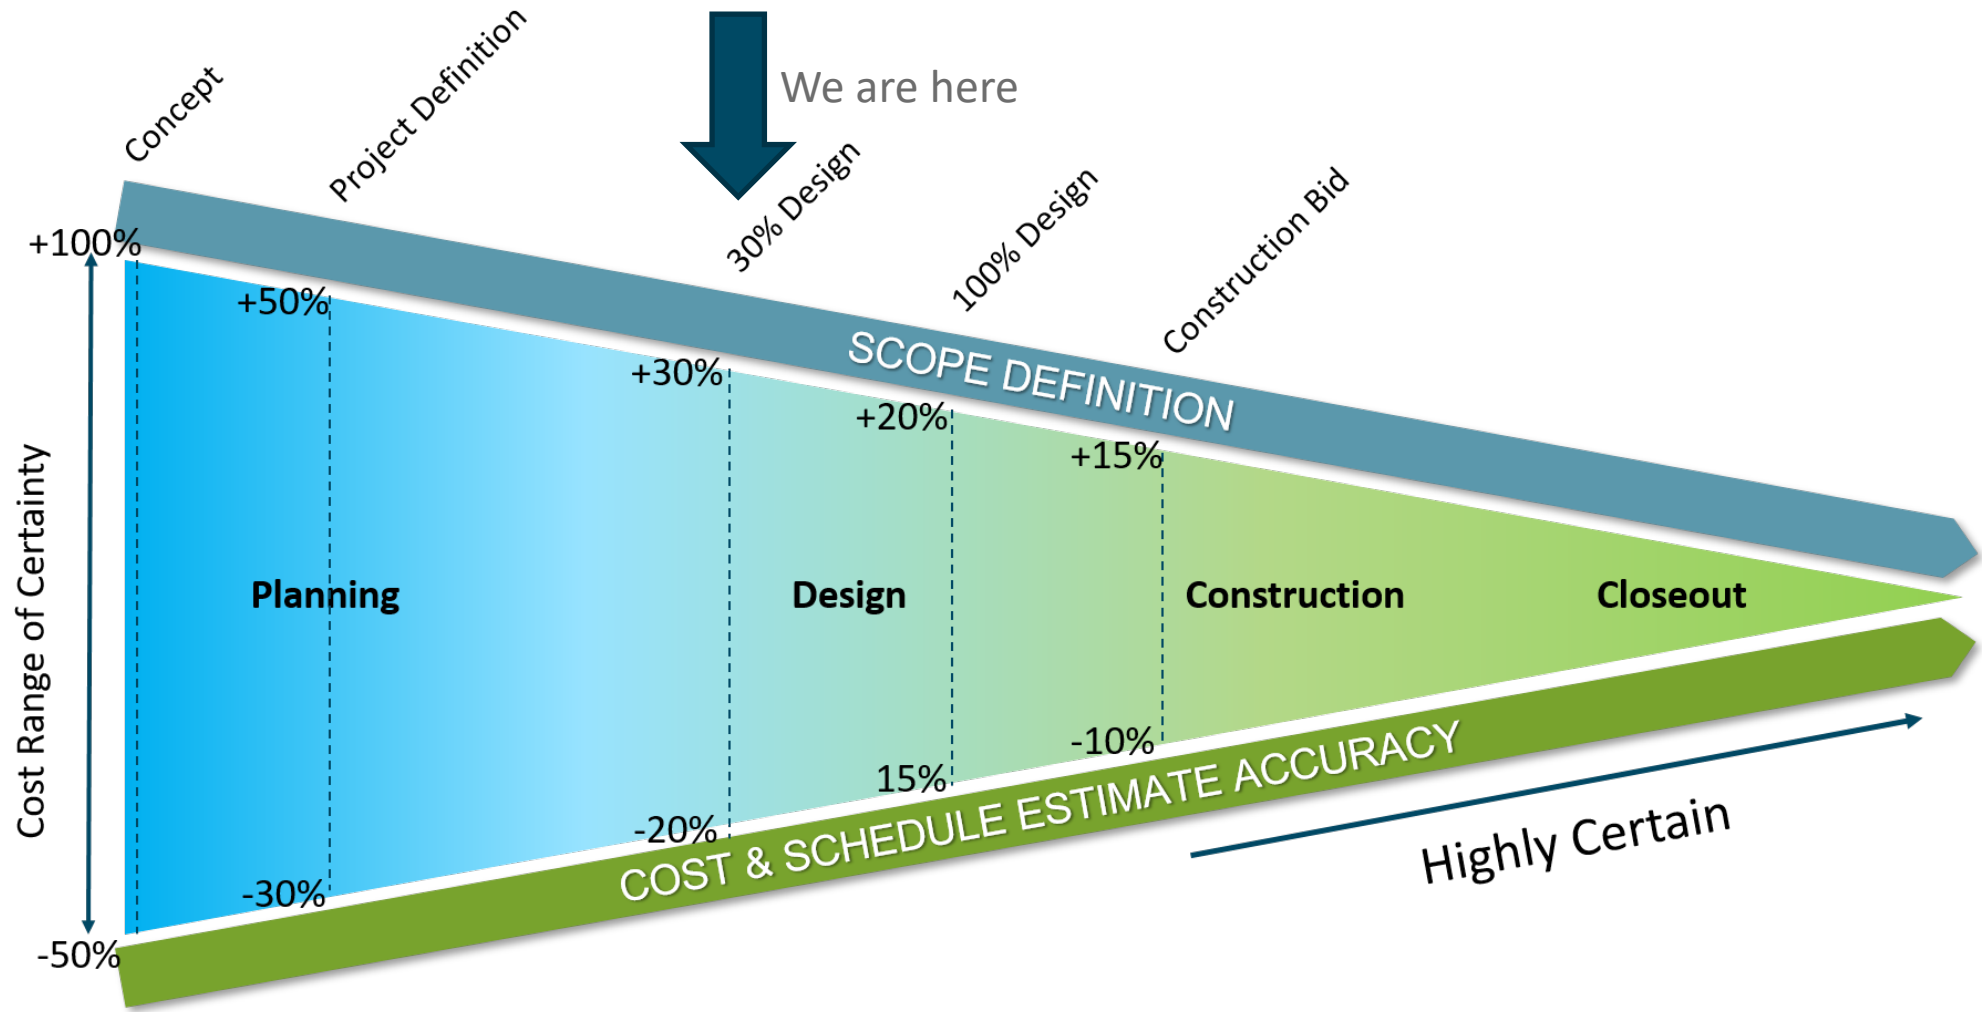 We are here
Concept
Project Definition
30% Design
100% Design
Construction Bid
+100%
+50%
+30%
+20%
+15%
SCOPE DEFINITION
Cost Range of Certainty
Planning
Design
Construction
Closeout
-50%
-30%
-20%
15%
-10%
COST & SCHEDULE ESTIMATE ACCURACY
Highly Certain